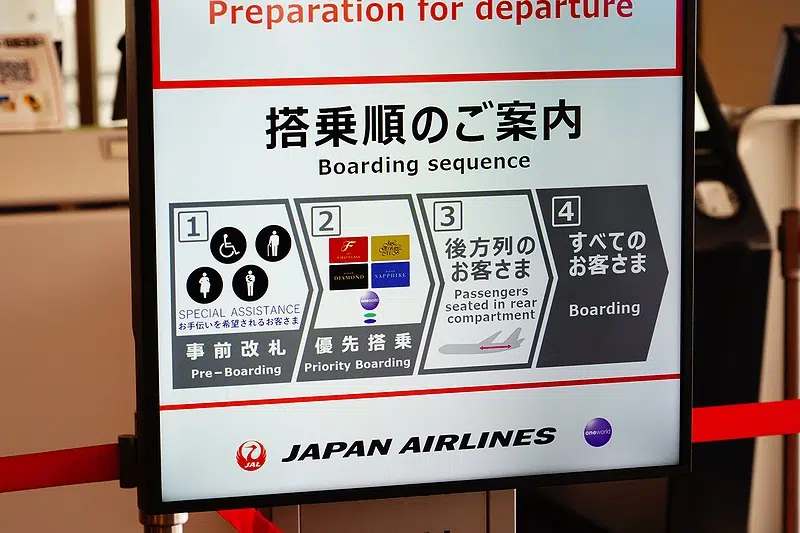 Preparation for departure
搭乗順のご案内
Boarding sequence
1
SPECIAL ASSISTANCE
お手伝いを希望されるお客さま
事前改札
Pre-Boarding
2
F
DIAMOND
SAPPHIRE
oneworld
優先搭乗
Priority Boarding
3
後方列の
お客さま
Passengers
seated in rear
compartment
4
すべての
お客さま
Boarding
JAL
JAPAN AIRLINES
oneworld